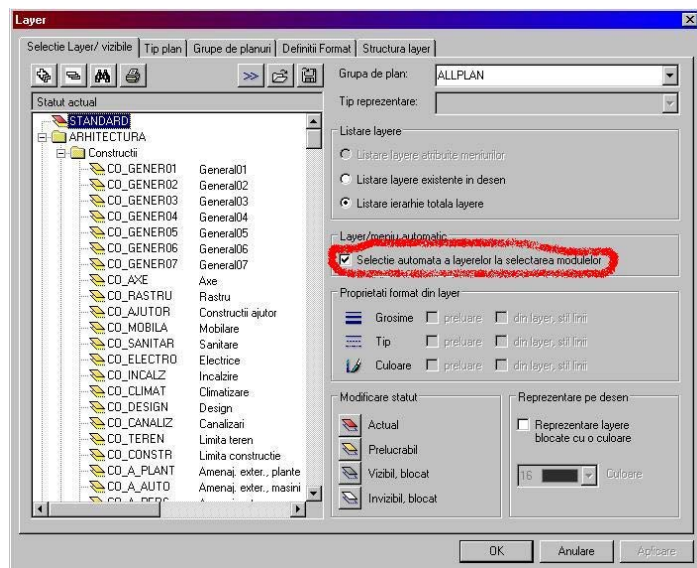 Layer
Selectie Layer/ vizibile Tip plan Grupe de planuri Definitii Format Structura layer
Statut actual
STANDARD
ARHITECTURA
Constructii
CO_GENER01 General01
CO_GENER02 General02
CO_GENER03 General03
CO_GENER04 General04
CO_GENER05 General05
CO_GENER06 General06
CO_GENER07 General07
CO_AXE Axe
CO_RASTRU Rastru
CO_AJUTOR Constructii ajutor
CO_MOBILA Mobilare
CO_SANITAR Sanitare
CO_ELECTRO Electrice
CO_INCALZ Incalzire
CO_CLIMAT Climatizare
CO_DESIGN Design
CO_CANALIZ Canalizari
CO_TEREN Limita teren
CO_CONSTR Limita constructie
CO_A_PLANT Amenaj. exter., plante
CO_A_AUTO Amenaj. exter., masini
Grupa de plan: ALLPLAN
Tip reprezentare:
Listare layere
Listare layere atribuite meniurilor
Listare layere existente in desen
Listare ierarhie totala layere
Layer/meniu automatic
Selectie automata a layerelor la selectarea modulelor
Proprietati format din layer
Grosime preluare din layer, stil linii
Tip preluare din layer, stil linii
Culoare preluare din layer, stil linii
Modificare statut
Actual
Prelucrabil
Vizibil, blocat
Invizibil, blocat
Reprezentare pe desen
Reprezentare layere
blocate cu o culoare
16 Culoare
OK Anulare Aplicare